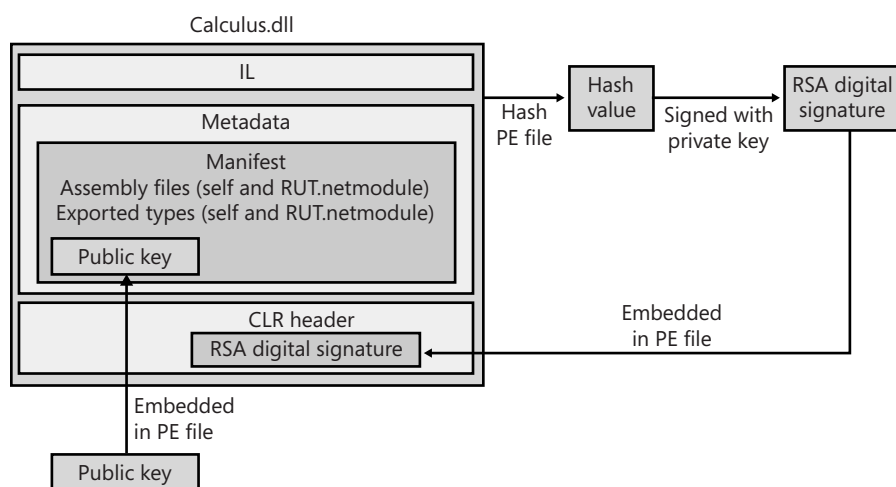 Calculus.dll
IL
Metadata
Manifest
Assembly files (self and RUT.netmodule)
Exported types (self and RUT.netmodule)
Public key
CLR header
RSA digital signature
Hash
PE file
Hash
value
Signed with
private key
RSA digital
signature
Embedded
in PE file
Embedded
in PE file
Public key